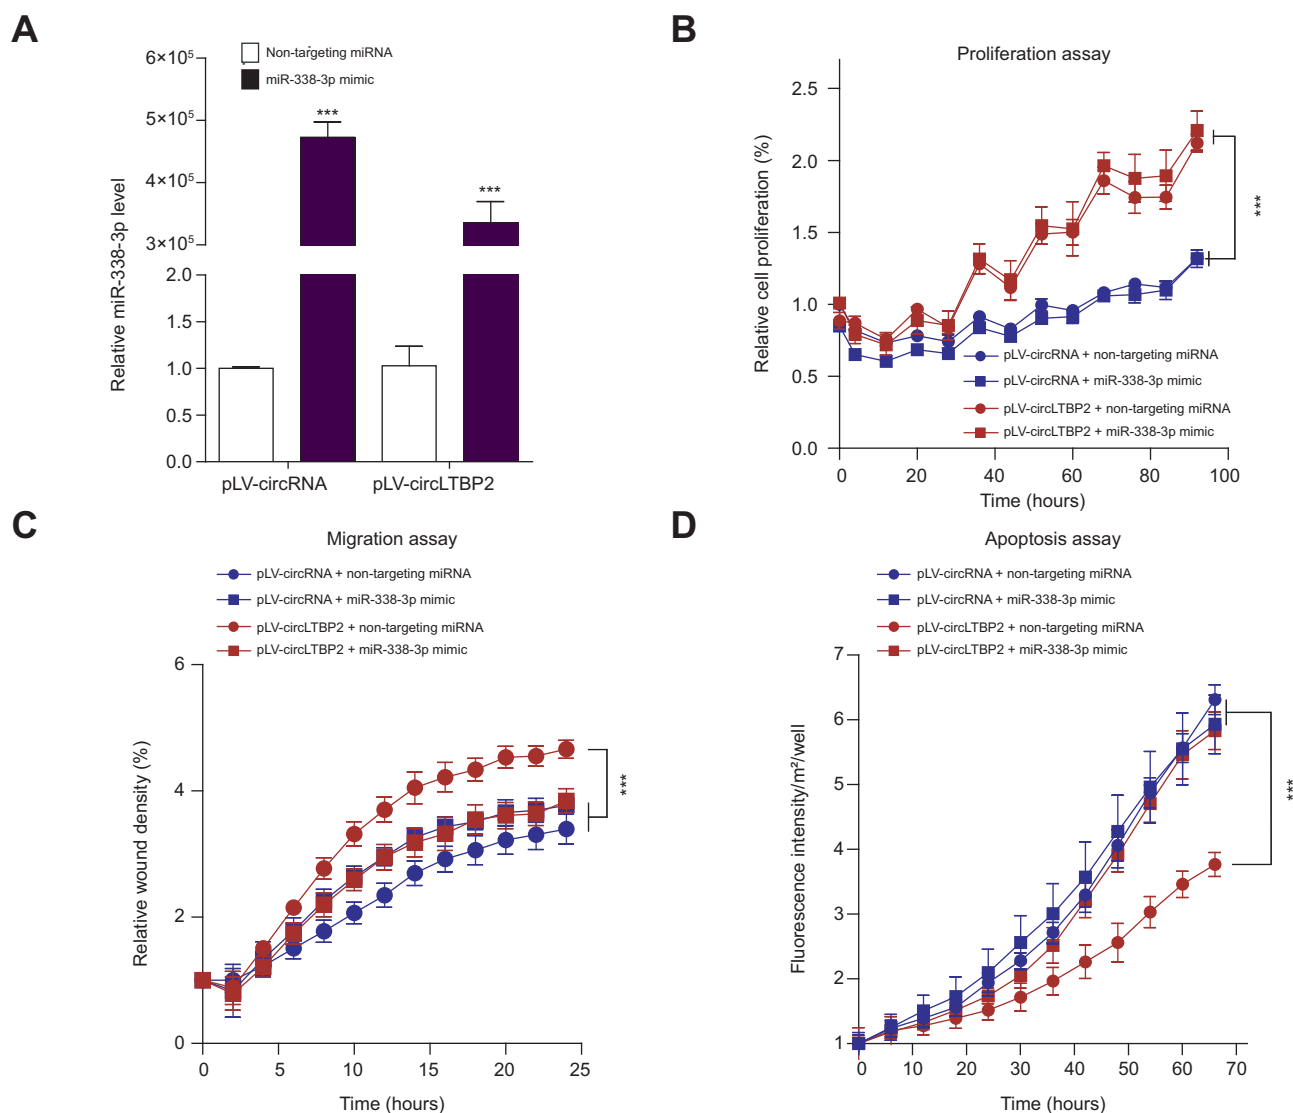 A
Non-targeting miRNA
miR-338-3p mimic
Relative miR-338-3p level
6×10⁵
5×10⁵
4×10⁵
3×10⁵
2.0
1.5
1.0
0.5
0.0
***
***
pLV-circRNA
pLV-circLTBP2
B
Proliferation assay
Relative cell proliferation (%)
2.5
2.0
1.5
1.0
0.5
0.0
***
pLV-circRNA + non-targeting miRNA
pLV-circRNA + miR-338-3p mimic
pLV-circLTBP2 + non-targeting miRNA
pLV-circLTBP2 + miR-338-3p mimic
0 20 40 60 80 100
Time (hours)
C
Migration assay
pLV-circRNA + non-targeting miRNA
pLV-circRNA + miR-338-3p mimic
pLV-circLTBP2 + non-targeting miRNA
pLV-circLTBP2 + miR-338-3p mimic
Relative wound density (%)
6
4
2
0
***
0 5 10 15 20 25
Time (hours)
D
Apoptosis assay
pLV-circRNA + non-targeting miRNA
pLV-circRNA + miR-338-3p mimic
pLV-circLTBP2 + non-targeting miRNA
pLV-circLTBP2 + miR-338-3p mimic
Fluorescence intensity/m²/well
7
6
5
4
3
2
1
***
0 10 20 30 40 50 60 70
Time (hours)